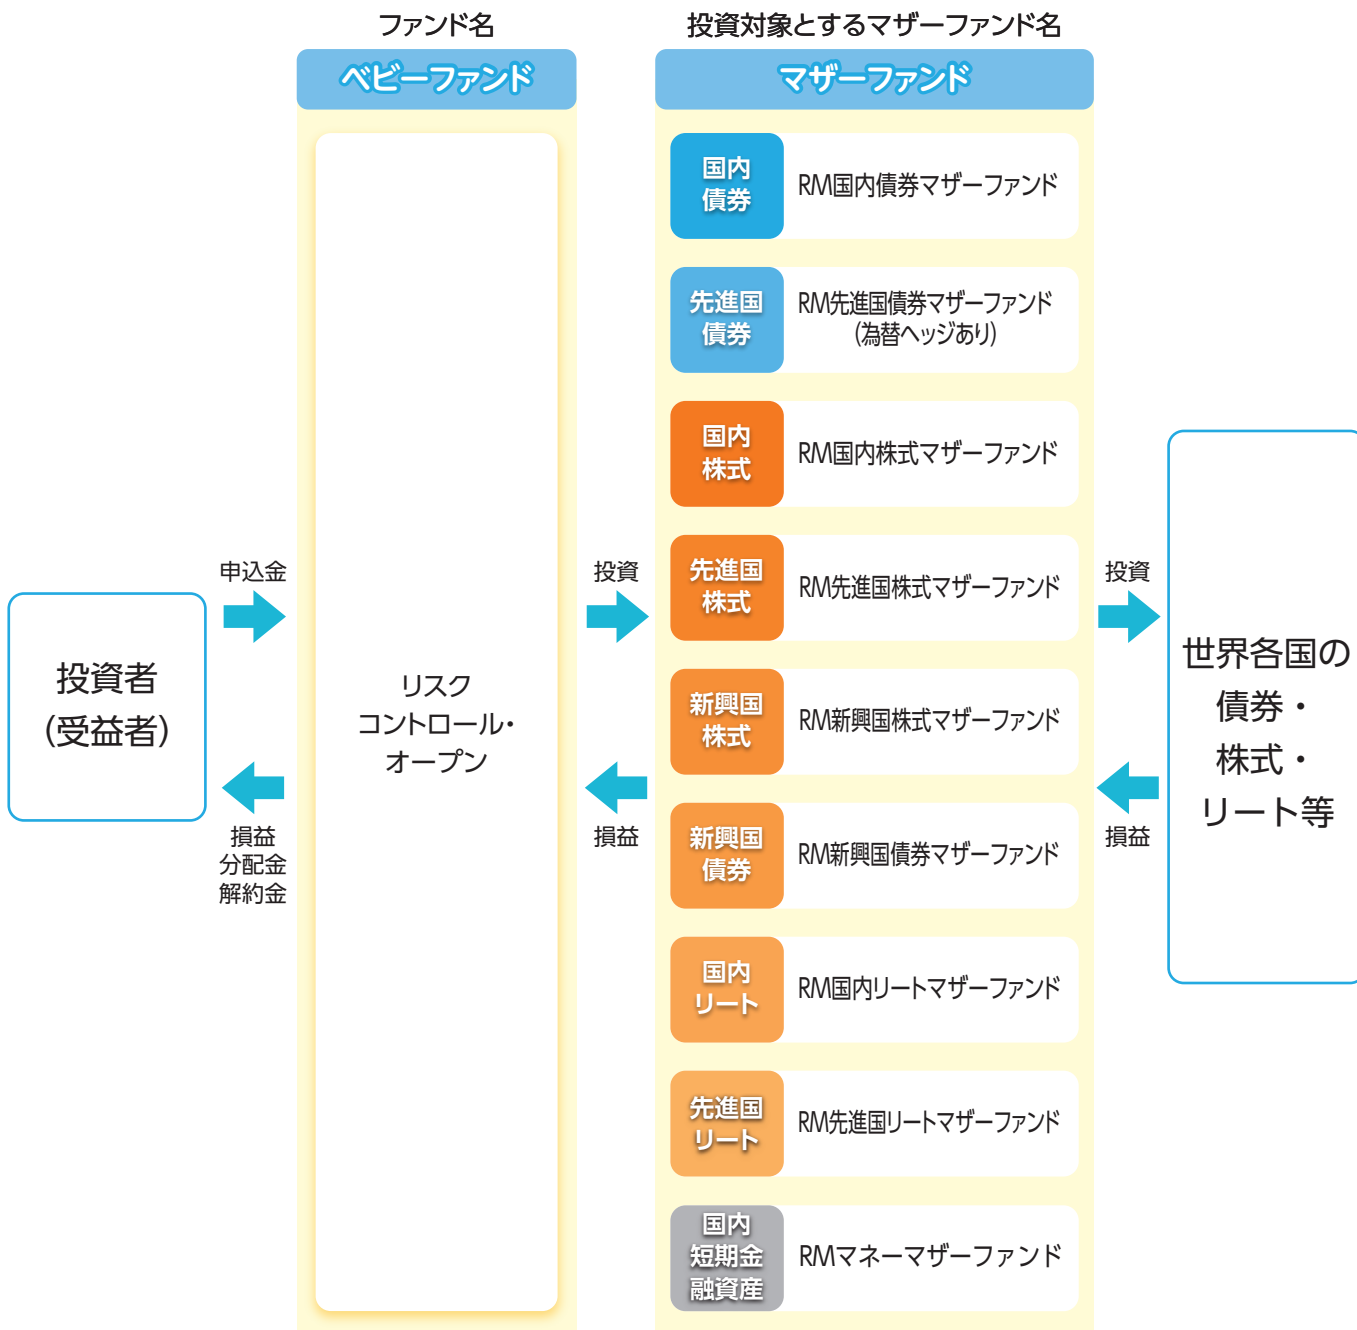 ファンド名
投資対象とするマザーファンド名
ベビーファンド
マザーファンド
投資者
(受益者)
申込金
損益
分配金
解約金
リスク
コントロール・
オープン
投資
損益
国内
債券
RM国内債券マザーファンド
先進国
債券
RM先進国債券マザーファンド
(為替ヘッジあり)
国内
株式
RM国内株式マザーファンド
先進国
株式
RM先進国株式マザーファンド
新興国
株式
RM新興国株式マザーファンド
新興国
債券
RM新興国債券マザーファンド
国内
リート
RM国内リートマザーファンド
先進国
リート
RM先進国リートマザーファンド
国内
短期金
融資産
RMマネーマザーファンド
投資
損益
世界各国の
債券・
株式・
リート等